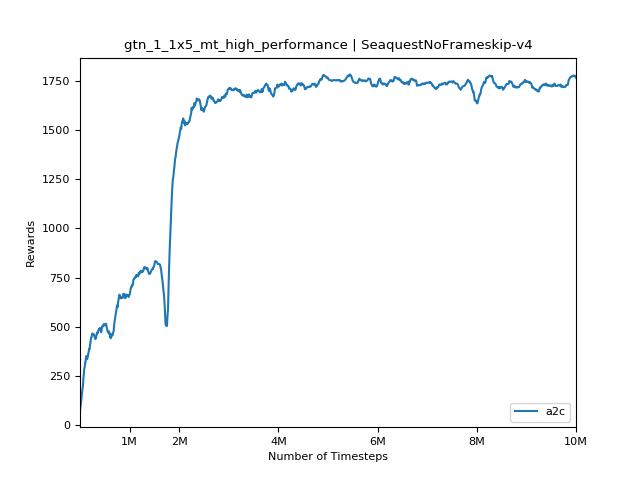 gtn_1_1x5_mt_high_performance | SeaquestNoFrameskip-v4
1750
1500
1250
1000
750
500
250
0
Rewards
a2c
1M 2M 4M 6M 8M 10M
Number of Timesteps